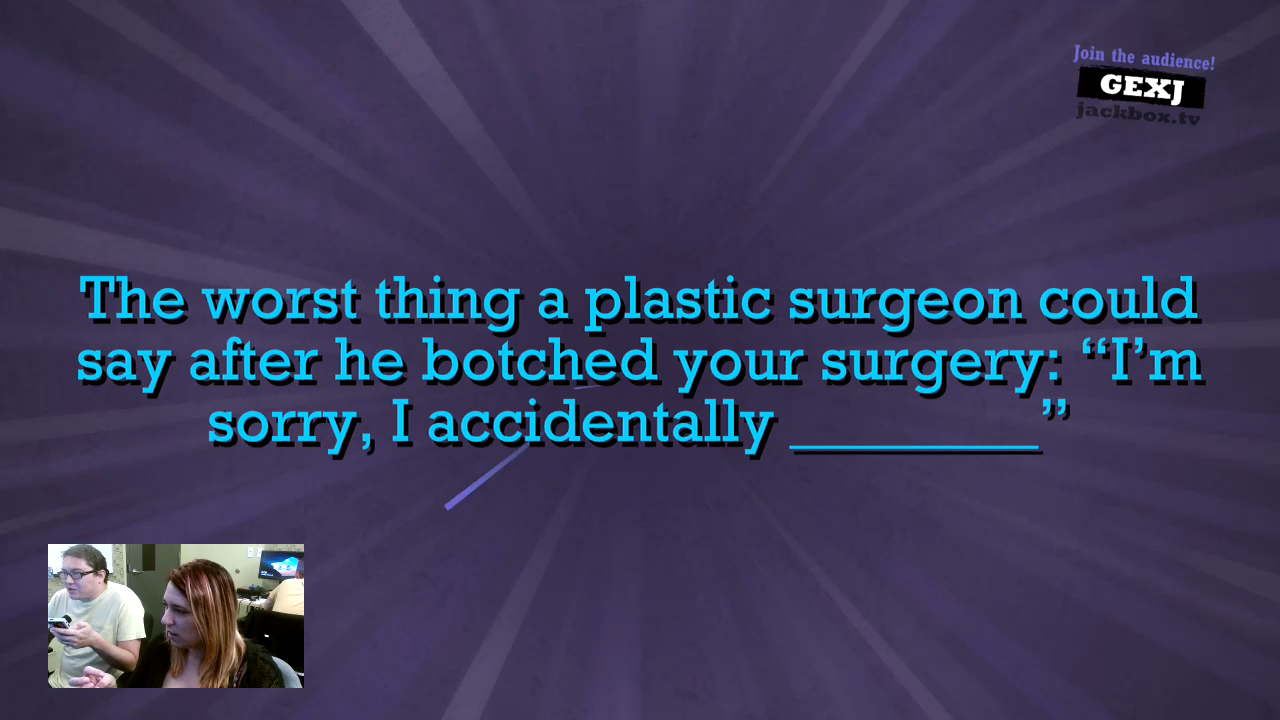 Join the audience!
GEXJ
jackbox.tv
The worst thing a plastic surgeon could
say after he botched your surgery: “I’m
sorry, I accidentally ________”